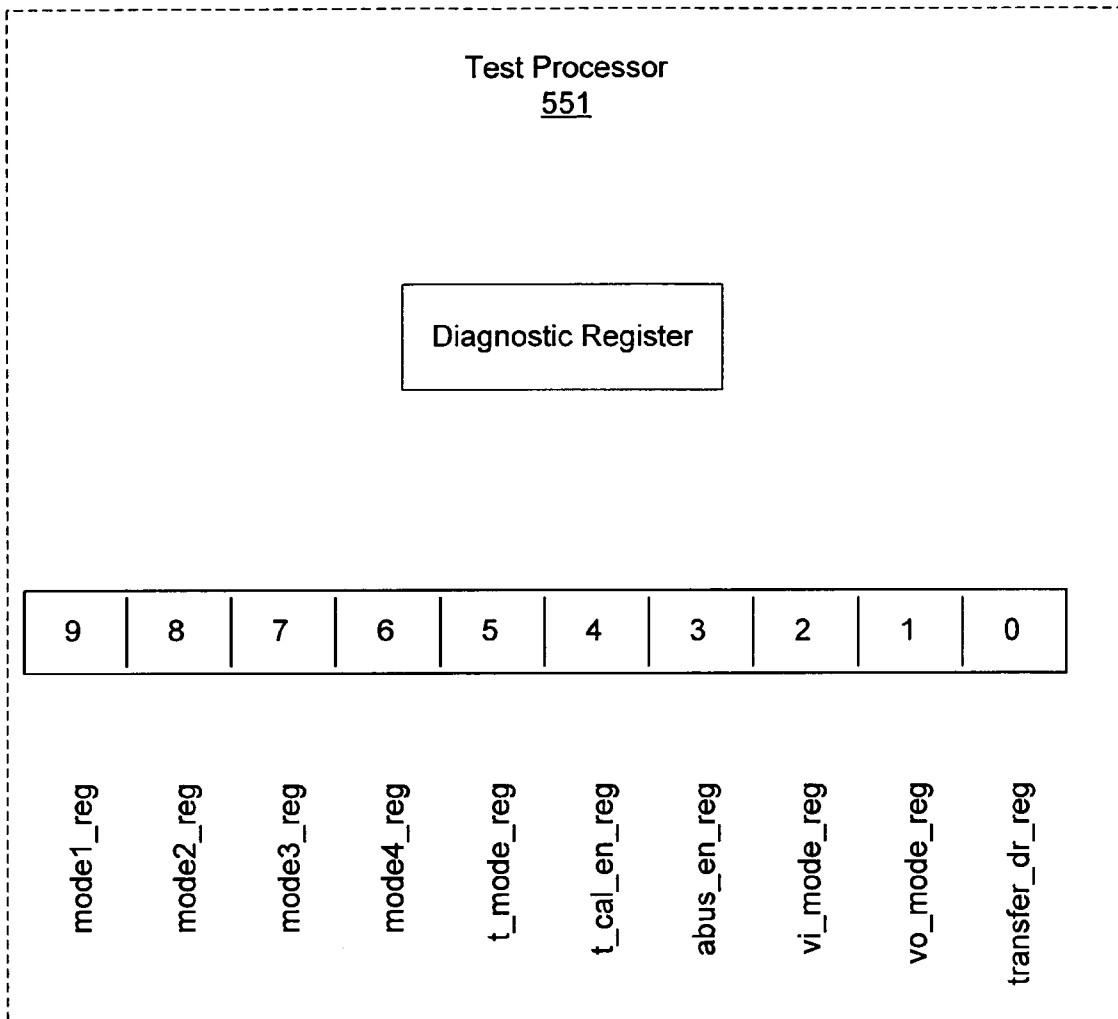 Test Processor
551
Diagnostic Register
9 8 7 6 5 4 3 2 1 0
mode1_reg
mode2_reg
mode3_reg
mode4_reg
t_mode_reg
t_cal_en_reg
abus_en_reg
vi_mode_reg
vo_mode_reg
transfer_dr_reg